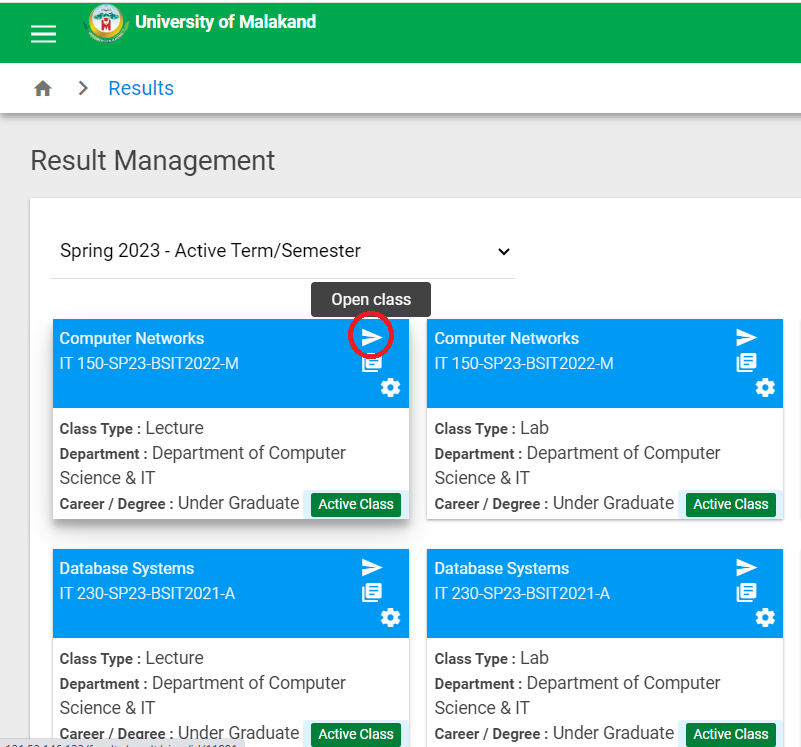 University of Malakand
Results
Result Management
Spring 2023 - Active Term/Semester
Open class
Computer Networks
IT 150-SP23-BSIT2022-M
Class Type : Lecture
Department : Department of Computer
Science & IT
Career / Degree : Under Graduate
Active Class
Computer Networks
IT 150-SP23-BSIT2022-M
Class Type : Lab
Department : Department of Computer
Science & IT
Career / Degree : Under Graduate
Active Class
Database Systems
IT 230-SP23-BSIT2021-A
Class Type : Lecture
Department : Department of Computer
Science & IT
Career / Degree : Under Graduate
Active Class
Database Systems
IT 230-SP23-BSIT2021-A
Class Type : Lab
Department : Department of Computer
Science & IT
Career / Degree : Under Graduate
Active Class